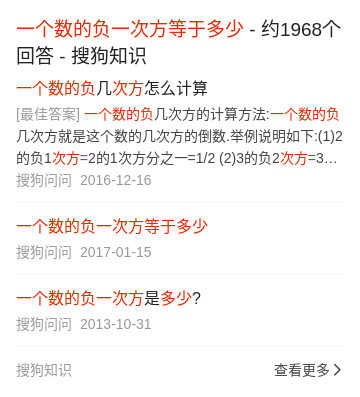 一个数的负一次方等于多少 - 约1968个
回答 - 搜狗知识
一个数的负几次方怎么计算
[最佳答案] 一个数的负几次方的计算方法:一个数的负
几次方就是这个数的几次方的倒数.举例说明如下:(1)2
的负1次方=2的1次方分之一=1/2 (2)3的负2次方=3...
搜狗问问 2016-12-16
一个数的负一次方等于多少
搜狗问问 2017-01-15
一个数的负一次方是多少?
搜狗问问 2013-10-31
搜狗知识 查看更多